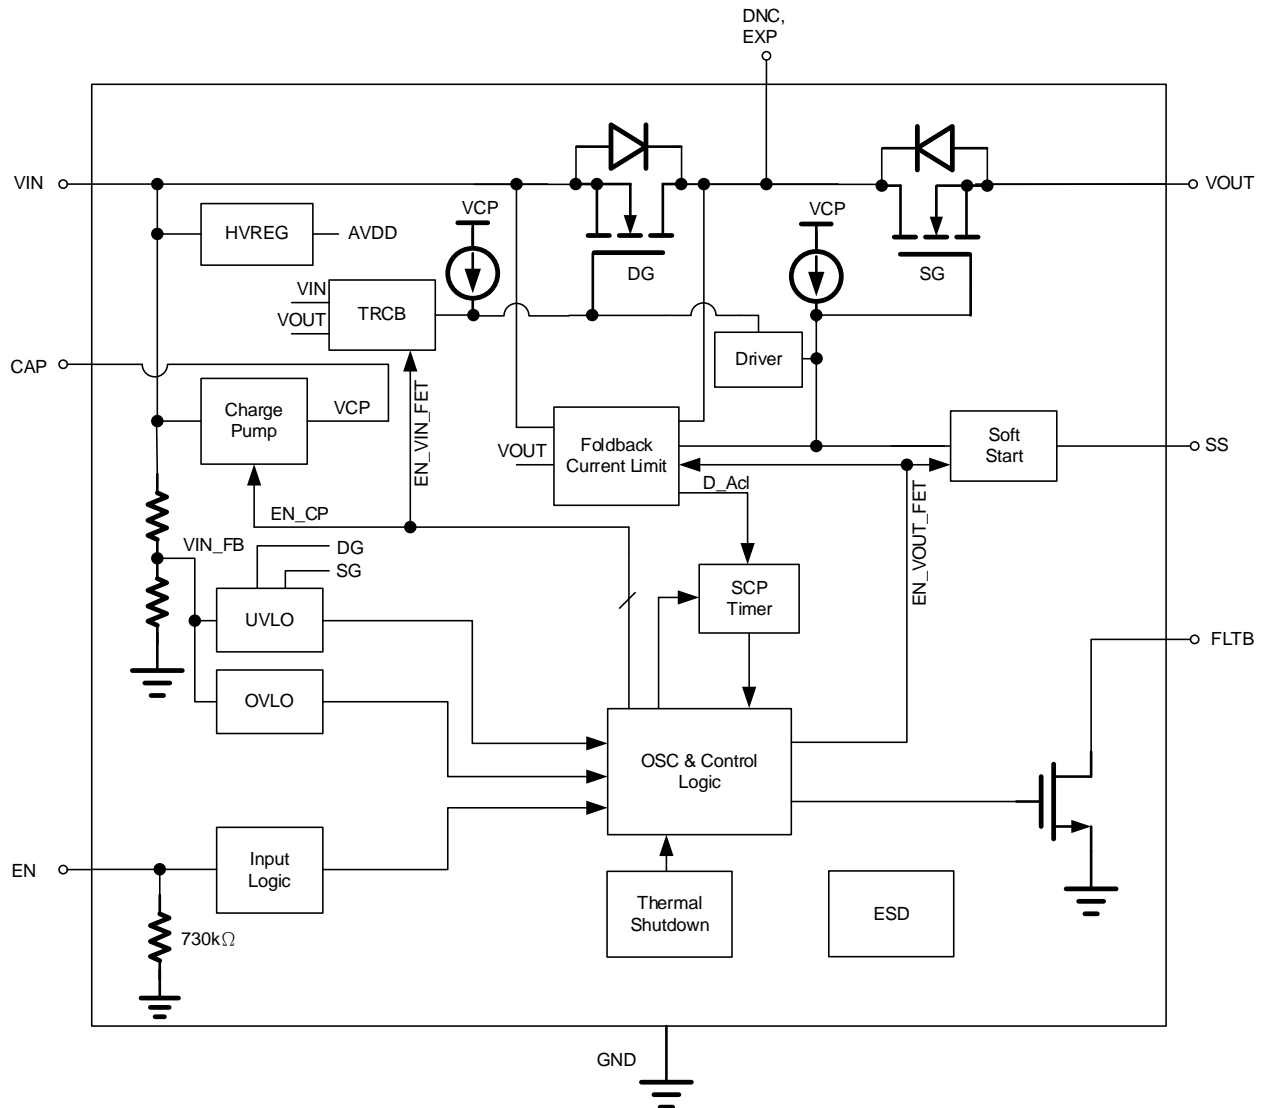 DNC,
EXP
VIN
VOUT
VCP
VCP
HVREG
AVDD
DG
SG
VIN
TRCB
VOUT
Driver
CAP
Charge
Pump
VCP
EN_VIN_FET
Foldback
Current Limit
VOUT
Soft
Start
SS
D_Acl
EN_VOUT_FET
EN_CP
VIN_FB
DG
SG
UVLO
SCP
Timer
FLTB
OVLO
OSC & Control
Logic
EN
Input
Logic
730kΩ
Thermal
Shutdown
ESD
GND